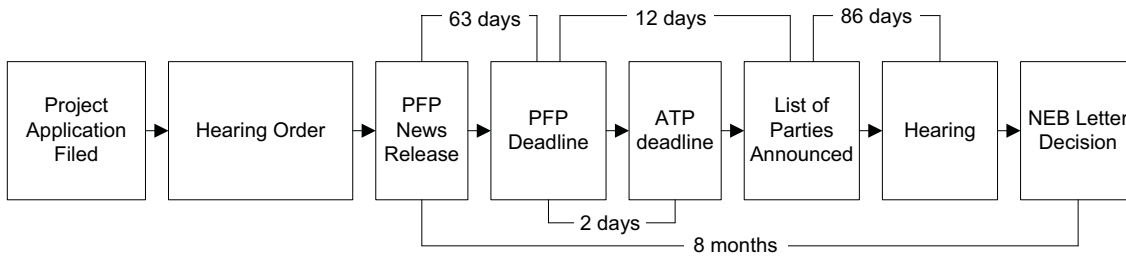 63 days
12 days
86 days
Project
Application
Filed
Hearing Order
PFP
News
Release
PFP
Deadline
ATP
deadline
List of
Parties
Announced
Hearing
NEB Letter
Decision
2 days
8 months